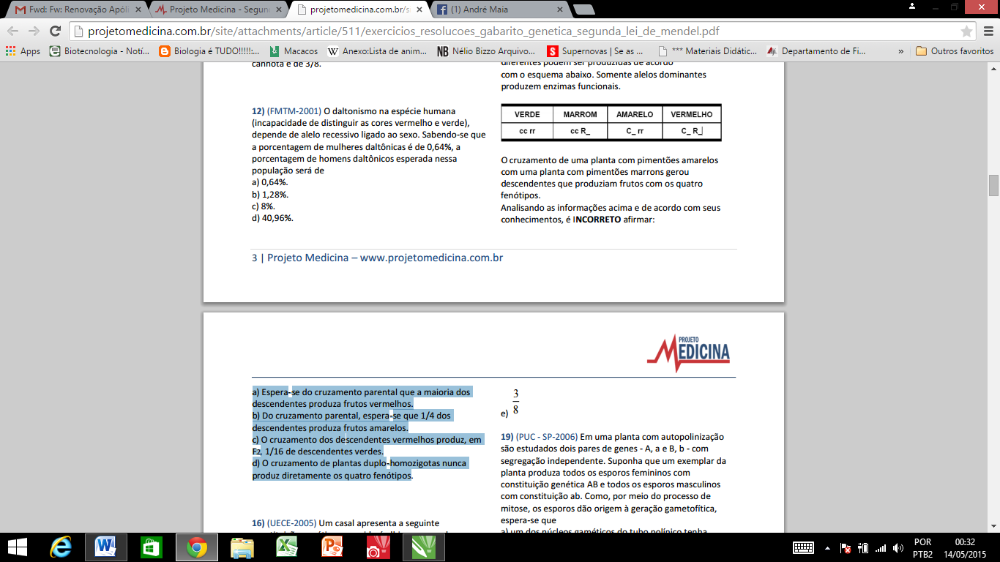 Fwd: Fw: Renovação Apóli
Projeto Medicina - Segun
projetomedicina.com.br/s
(1) André Maia
projetomedicina.com.br/site/attachments/article/511/exercicios_resolucoes_gabarito_genetica_segunda_lei_de_mendel.pdf
Apps
Biotecnologia - Notí...
Biologia é TUDO!!!!!:...
Macacos
Anexo:Lista de anim...
Nélio Bizzo Arquivo...
Supernovas | Se as ...
*** Materiais Didátic...
Departamento de Fi...
»
Outros favoritos
canhota é de 3/8.
12) (FMTM-2001) O daltonismo na espécie humana
(incapacidade de distinguir as cores vermelho e verde),
depende de alelo recessivo ligado ao sexo. Sabendo-se que
a porcentagem de mulheres daltônicas é de 0,64%, a
porcentagem de homens daltônicos esperada nessa
população será de
a) 0,64%.
b) 1,28%.
c) 8%.
d) 40,96%.
diferentes podem ser produzidas de acordo
com o esquema abaixo. Somente alelos dominantes
produzem enzimas funcionais.
VERDE MARROM AMARELO VERMELHO
cc rr cc R_ C_ rr C_ R_
O cruzamento de uma planta com pimentões amarelos
com uma planta com pimentões marrons gerou
descendentes que produziam frutos com os quatro
fenótipos.
Analisando as informações acima e de acordo com seus
conhecimentos, é INCORRETO afirmar:
3 | Projeto Medicina – www.projetomedicina.com.br
PROJETO
MEDICINA
a) Espera-se do cruzamento parental que a maioria dos
descendentes produza frutos vermelhos.
b) Do cruzamento parental, espera-se que 1/4 dos
descendentes produza frutos amarelos.
c) O cruzamento dos descendentes vermelhos produz, em
F2, 1/16 de descendentes verdes.
d) O cruzamento de plantas duplo-homozigotas nunca
produz diretamente os quatro fenótipos.
16) (UECE-2005) Um casal apresenta a seguinte
e) 3/8
19) (PUC - SP-2006) Em uma planta com autopolinização
são estudados dois pares de genes - A, a e B, b - com
segregação independente. Suponha que um exemplar da
planta produza todos os esporos femininos com
constituição genética AB e todos os esporos masculinos
com constituição ab. Como, por meio do processo de
mitose, os esporos dão origem à geração gametofítica,
espera-se que
a) um dos núcleos gaméticos do tubo polínico tenha
POR
PTB2
00:32
14/05/2015